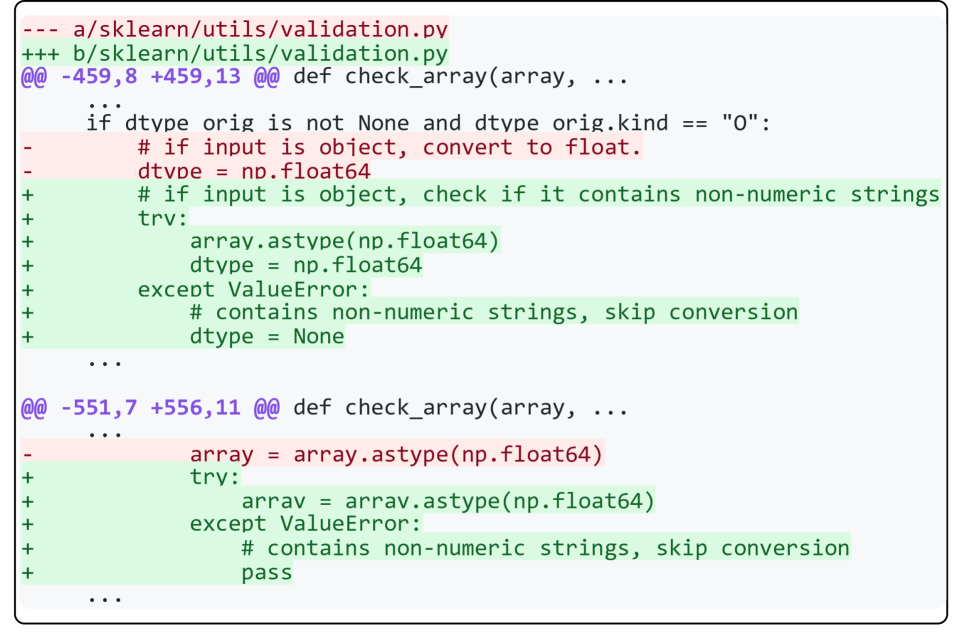 --- a/sklearn/utils/validation.py
+++ b/sklearn/utils/validation.py
@@ -459,8 +459,13 @@ def check_array(array, ...
     ...
     if dtype_orig is not None and dtype_orig.kind == "O":
-        # if input is object, convert to float.
-        dtype = np.float64
+        # if input is object, check if it contains non-numeric strings
+        try:
+            array.astype(np.float64)
+            dtype = np.float64
+        except ValueError:
+            # contains non-numeric strings, skip conversion
+            dtype = None
     ...
@@ -551,7 +556,11 @@ def check_array(array, ...
     ...
-            array = array.astype(np.float64)
+            try:
+                array = array.astype(np.float64)
+            except ValueError:
+                # contains non-numeric strings, skip conversion
+                pass
     ...